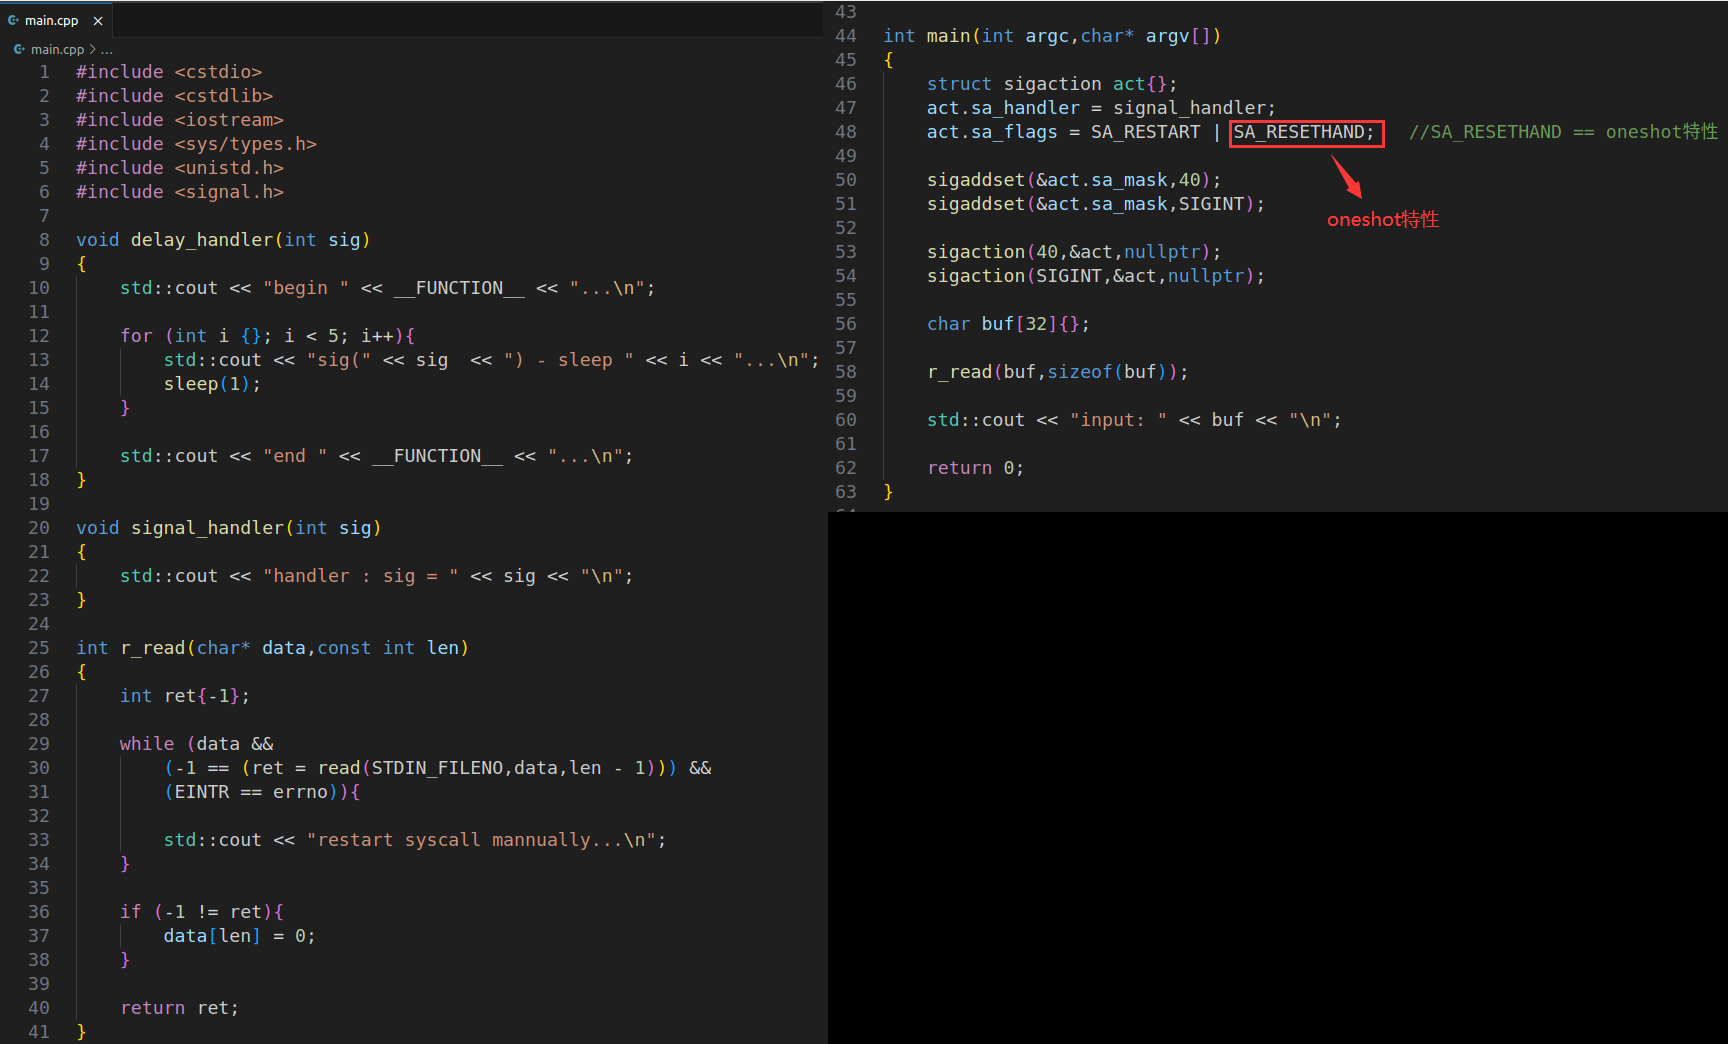 main.cpp ×
main.cpp > ...
1 #include <cstdio>
2 #include <cstdlib>
3 #include <iostream>
4 #include <sys/types.h>
5 #include <unistd.h>
6 #include <signal.h>
7
8 void delay_handler(int sig)
9 {
10     std::cout << "begin " << __FUNCTION__ << "...\n";
11
12     for (int i {}; i < 5; i++){
13         std::cout << "sig(" << sig  << ") - sleep " << i << "...\n";
14         sleep(1);
15     }
16
17     std::cout << "end " << __FUNCTION__ << "...\n";
18 }
19
20 void signal_handler(int sig)
21 {
22     std::cout << "handler : sig = " << sig << "\n";
23 }
24
25 int r_read(char* data,const int len)
26 {
27     int ret{-1};
28
29     while (data &&
30         (-1 == (ret = read(STDIN_FILENO,data,len - 1))) &&
31         (EINTR == errno)){
32
33         std::cout << "restart syscall mannually...\n";
34     }
35
36     if (-1 != ret){
37         data[len] = 0;
38     }
39
40     return ret;
41 }
43
44 int main(int argc,char* argv[])
45 {
46     struct sigaction act{};
47     act.sa_handler = signal_handler;
48     act.sa_flags = SA_RESTART | SA_RESETHAND;   //SA_RESETHAND == oneshot特性
49
50     sigaddset(&act.sa_mask,40);
51     sigaddset(&act.sa_mask,SIGINT);
oneshot特性
52
53     sigaction(40,&act,nullptr);
54     sigaction(SIGINT,&act,nullptr);
55
56     char buf[32]{};
57
58     r_read(buf,sizeof(buf));
59
60     std::cout << "input: " << buf << "\n";
61
62     return 0;
63 }